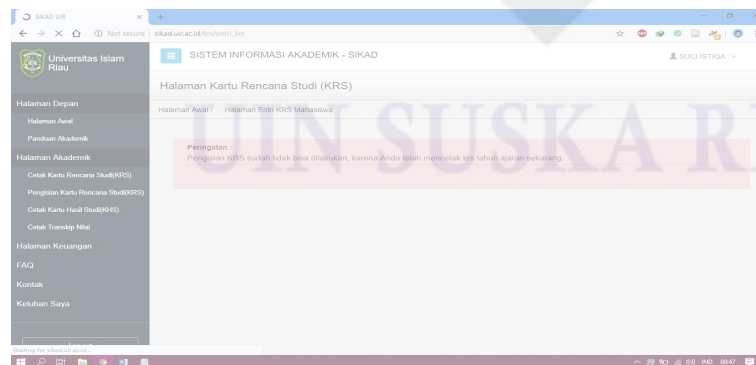 SIKAD UIR
Not secure | sikad.uir.ac.id/krs/entri_krs
Universitas Islam
Riau
SISTEM INFORMASI AKADEMIK - SIKAD
SUCI ISTIQA
Halaman Kartu Rencana Studi (KRS)
Halaman Awal / Halaman Entri KRS Mahasiswa
UIN SUSKA R
Peringatan :
Pengisian KRS sudah tidak bisa dilakukan, karena Anda telah mencetak krs tahun ajaran sekarang
Halaman Depan
Halaman Awal
Panduan Akademik
Halaman Akademik
Cetak Kartu Rencana Studi(KRS)
Pengisian Kartu Rencana Studi(KRS)
Cetak Kartu Hasil Studi(KHS)
Cetak Transkip Nilai
Halaman Keuangan
FAQ
Kontak
Keluhan Saya
Waiting for sikad.uir.ac.id...
IND 09:47